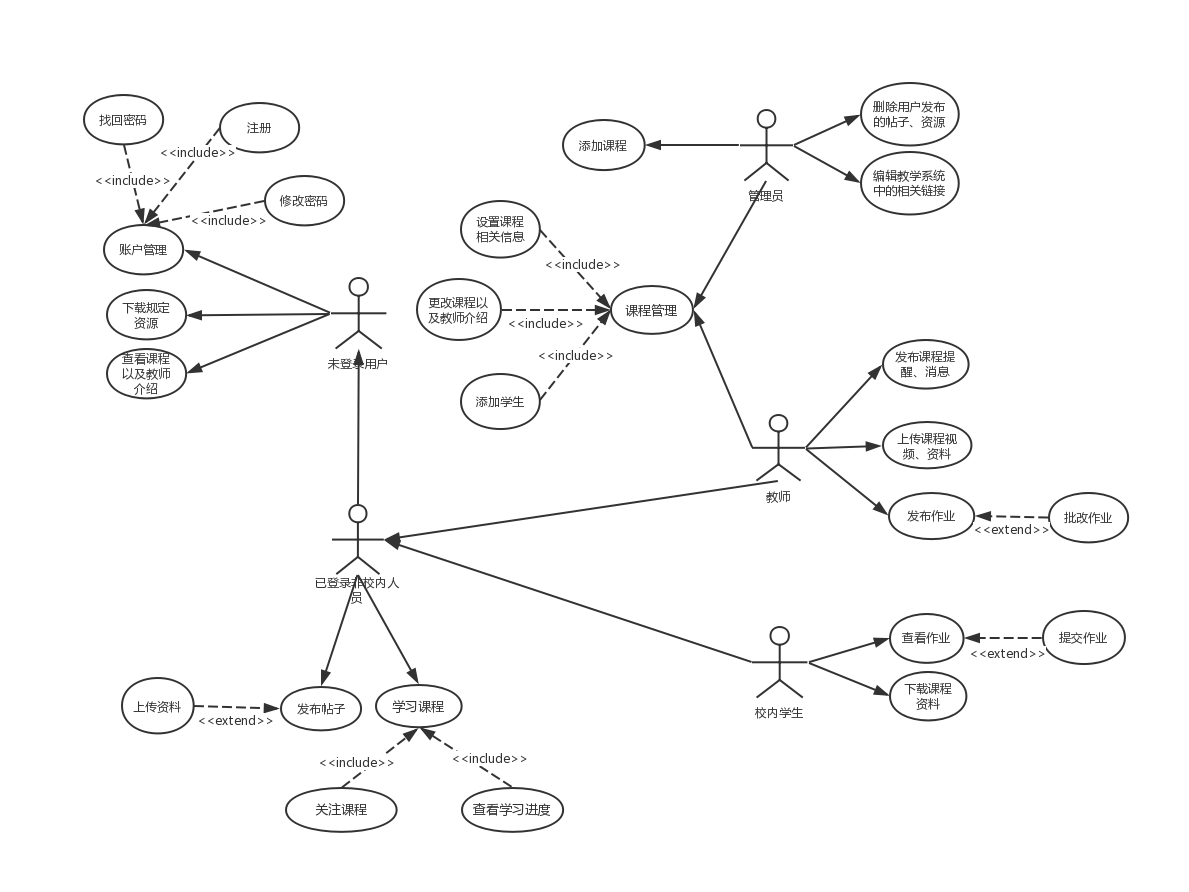 找回密码
注册
<<include>>
<<include>>
修改密码
<<include>>
账户管理
下载规定
资源
查看课程
以及教师
介绍
未登录用户
添加课程
管理员
删除用户发布
的帖子、资源
编辑教学系统
中的相关链接
设置课程
相关信息
<<include>>
更改课程以
及教师介绍
<<include>>
课程管理
<<include>>
添加学生
发布课程提
醒、消息
上传课程视
频、资料
教师
发布作业
<<extend>>
批改作业
已登录非校内人
员
查看作业
<<extend>>
提交作业
下载课程
资料
校内学生
上传资料
<<extend>>
发布帖子
学习课程
<<include>>
<<include>>
关注课程
查看学习进度